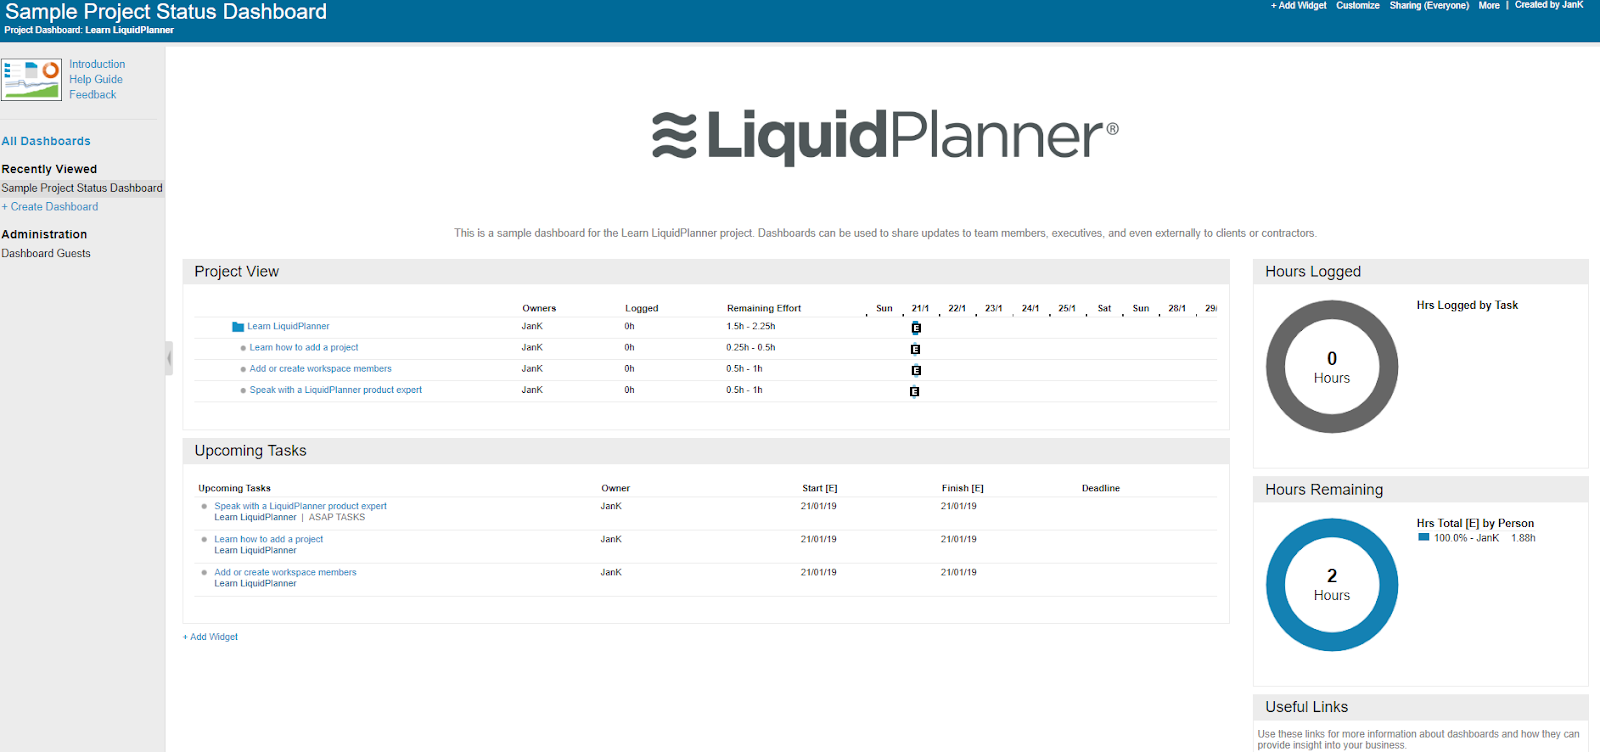 Sample Project Status Dashboard
Project Dashboard: Learn LiquidPlanner
+ Add Widget Customize Sharing (Everyone) More | Created by JanK
Introduction
Help Guide
Feedback
All Dashboards
Recently Viewed
Sample Project Status Dashboard
+ Create Dashboard
Administration
Dashboard Guests
LiquidPlanner®
This is a sample dashboard for the Learn LiquidPlanner project. Dashboards can be used to share updates to team members, executives, and even externally to clients or contractors.
Project View
Owners Logged Remaining Effort Sun 21/1 22/1 23/1 24/1 25/1 Sat Sun 28/1 29/
Learn LiquidPlanner JanK 0h 1.5h - 2.25h E
Learn how to add a project JanK 0h 0.25h - 0.5h E
Add or create workspace members JanK 0h 0.5h - 1h E
Speak with a LiquidPlanner product expert JanK 0h 0.5h - 1h E
Upcoming Tasks
Upcoming Tasks Owner Start [E] Finish [E] Deadline
Speak with a LiquidPlanner product expert JanK 21/01/19 21/01/19
Learn LiquidPlanner | ASAP TASKS
Learn how to add a project JanK 21/01/19 21/01/19
Learn LiquidPlanner
Add or create workspace members JanK 21/01/19 21/01/19
Learn LiquidPlanner
+ Add Widget
Hours Logged
Hrs Logged by Task
0
Hours
Hours Remaining
Hrs Total [E] by Person
100.0% - JanK 1.88h
2
Hours
Useful Links
Use these links for more information about dashboards and how they can
provide insight into your business.